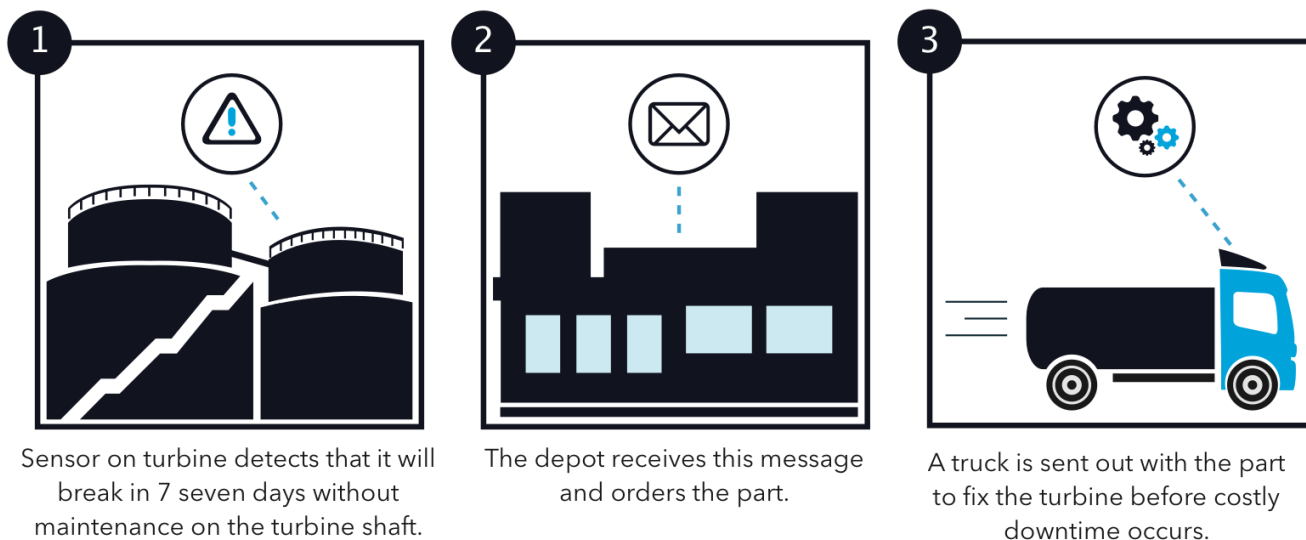 1
Sensor on turbine detects that it will
break in 7 seven days without
maintenance on the turbine shaft.
2
The depot receives this message
and orders the part.
3
A truck is sent out with the part
to fix the turbine before costly
downtime occurs.